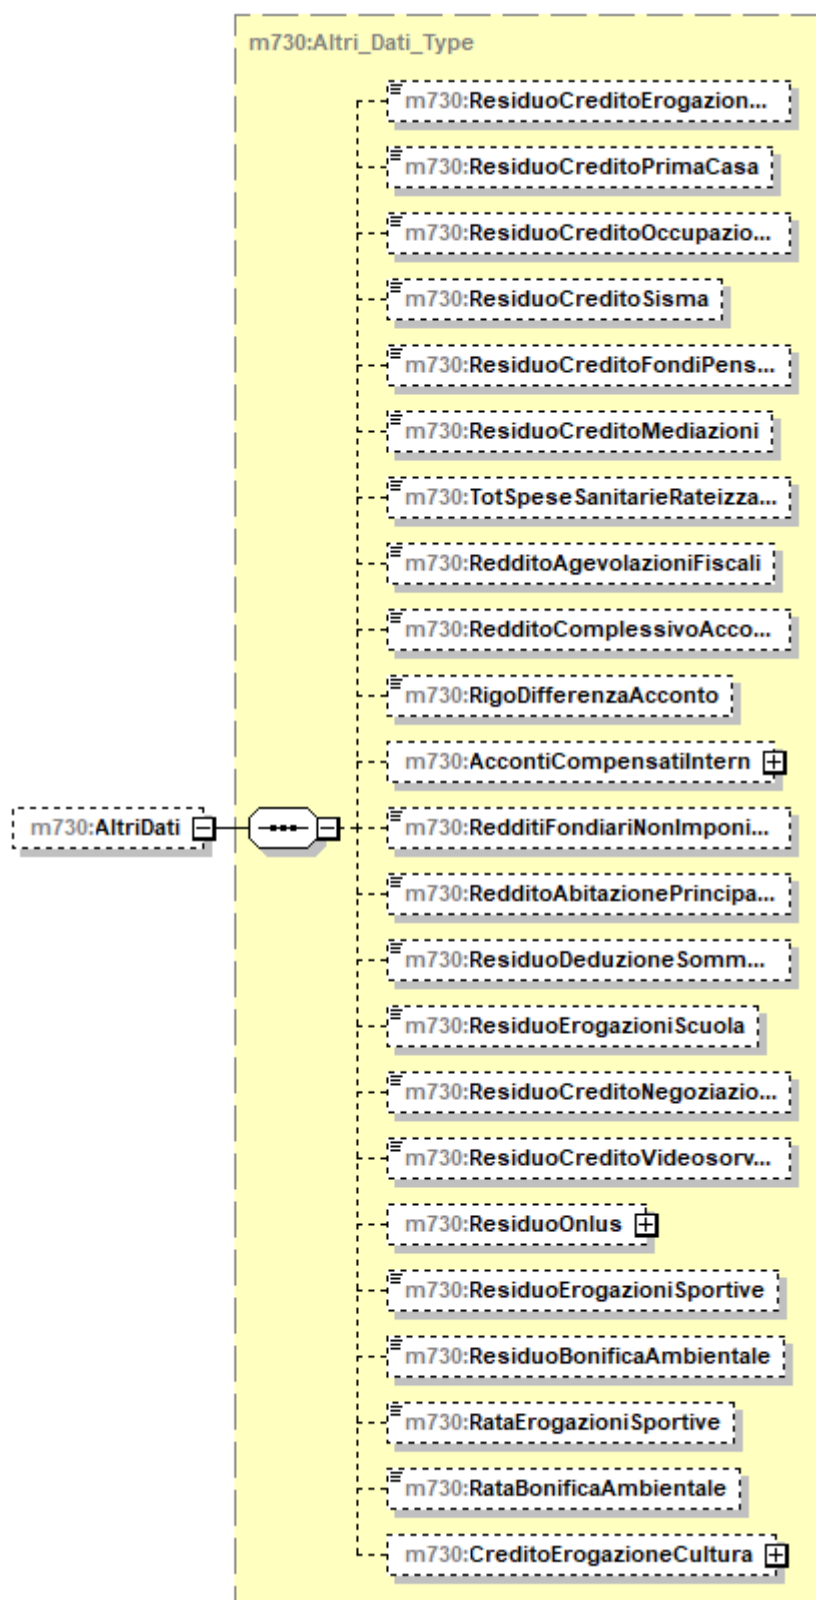 m730:Altri_Dati_Type
m730:ResiduoCreditoErogazion...
m730:ResiduoCreditoPrimaCasa
m730:ResiduoCreditoOccupazio...
m730:ResiduoCreditoSisma
m730:ResiduoCreditoFondiPens...
m730:ResiduoCreditoMediazioni
m730:TotSpeseSanitarieRateizza...
m730:RedditoAgevolazioniFiscali
m730:RedditoComplessivoAcco...
m730:RigoDifferenzaAcconto
m730:AccontiCompensatiIntern
m730:AltriDati
m730:RedditiFondiariNonImponi...
m730:RedditoAbitazionePrincipa...
m730:ResiduoDeduzioneSomm...
m730:ResiduoErogazioniScuola
m730:ResiduoCreditoNegoziazio...
m730:ResiduoCreditoVideosorv...
m730:ResiduoOnlus
m730:ResiduoErogazioniSportive
m730:ResiduoBonificaAmbientale
m730:RataErogazioniSportive
m730:RataBonificaAmbientale
m730:CreditoErogazioneCultura